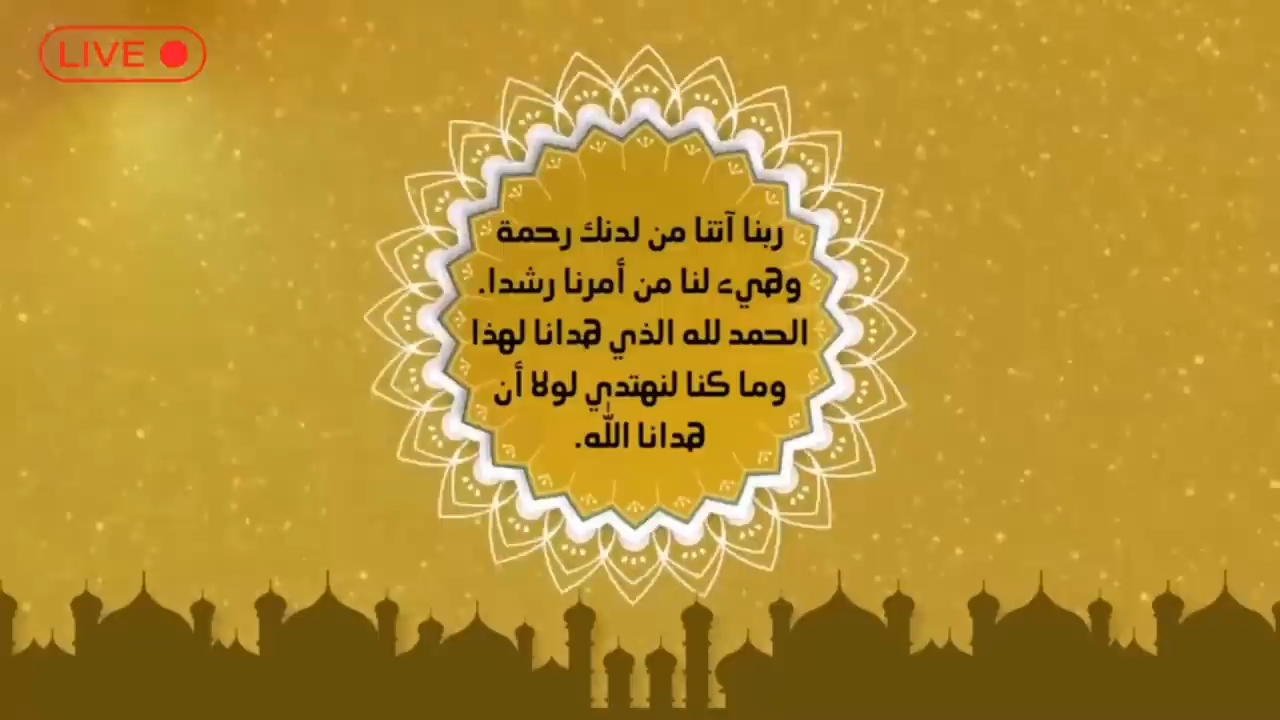 LIVE
ربنا آتنا من لدنك رحمة
وهيء لنا من أمرنا رشدا.
الحمد لله الذي هدانا لهذا
وما كنا لنهتدي لولا أن
هدانا الله.